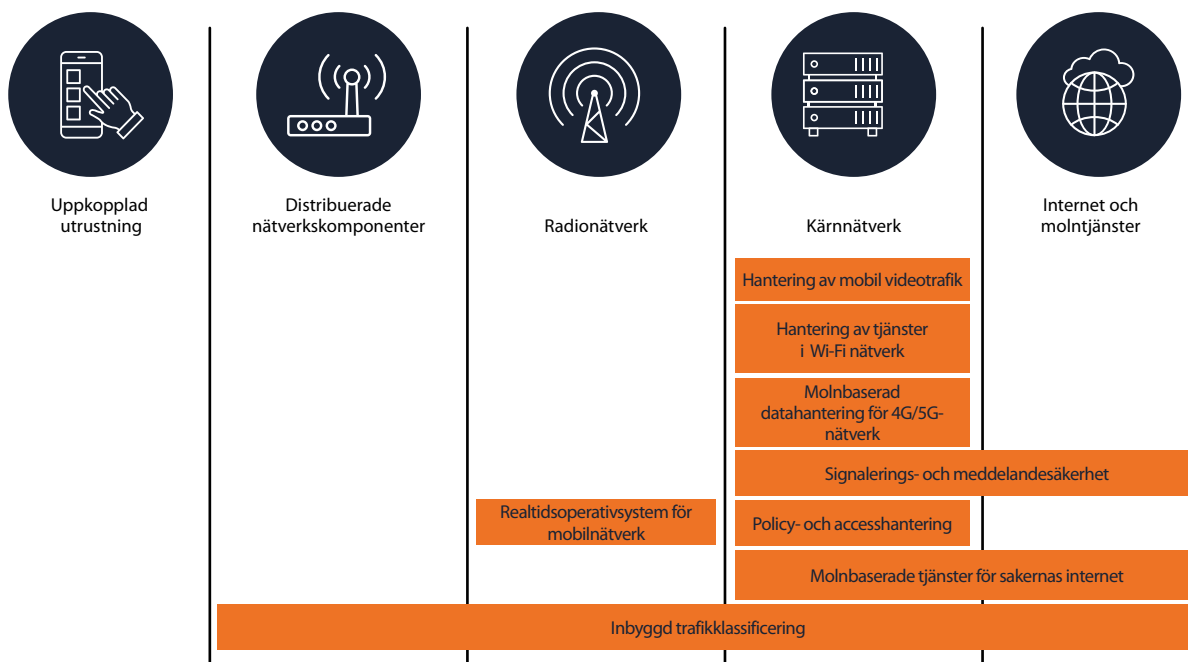 Uppkopplad
utrustning
Distribuerade
nätverkskomponenter
Radionätverk
Kärnnätverk
Internet och
molntjänster
Hantering av mobil videotrafik
Hantering av tjänster
i Wi-Fi nätverk
Molnbaserad
datahantering för 4G/5G-
nätverk
Signalerings- och meddelandesäkerhet
Realtidsoperativsystem för
mobilnätverk
Policy- och accesshantering
Molnbaserade tjänster för sakernas internet
Inbyggd trafikklassificering